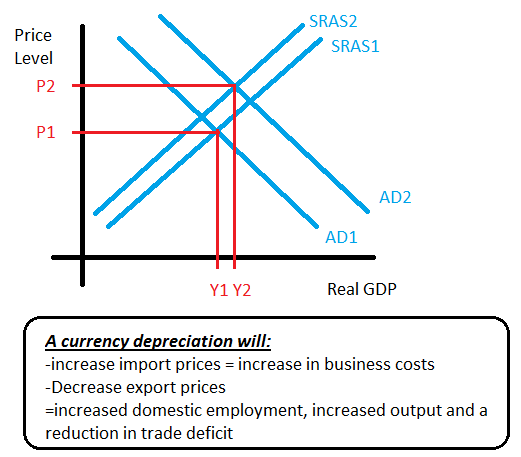 Price
Level
SRAS2
SRAS1
P2
P1
AD2
AD1
Y1 Y2
Real GDP
A currency depreciation will:
-increase import prices = increase in business costs
-Decrease export prices
=increased domestic employment, increased output and a
reduction in trade deficit